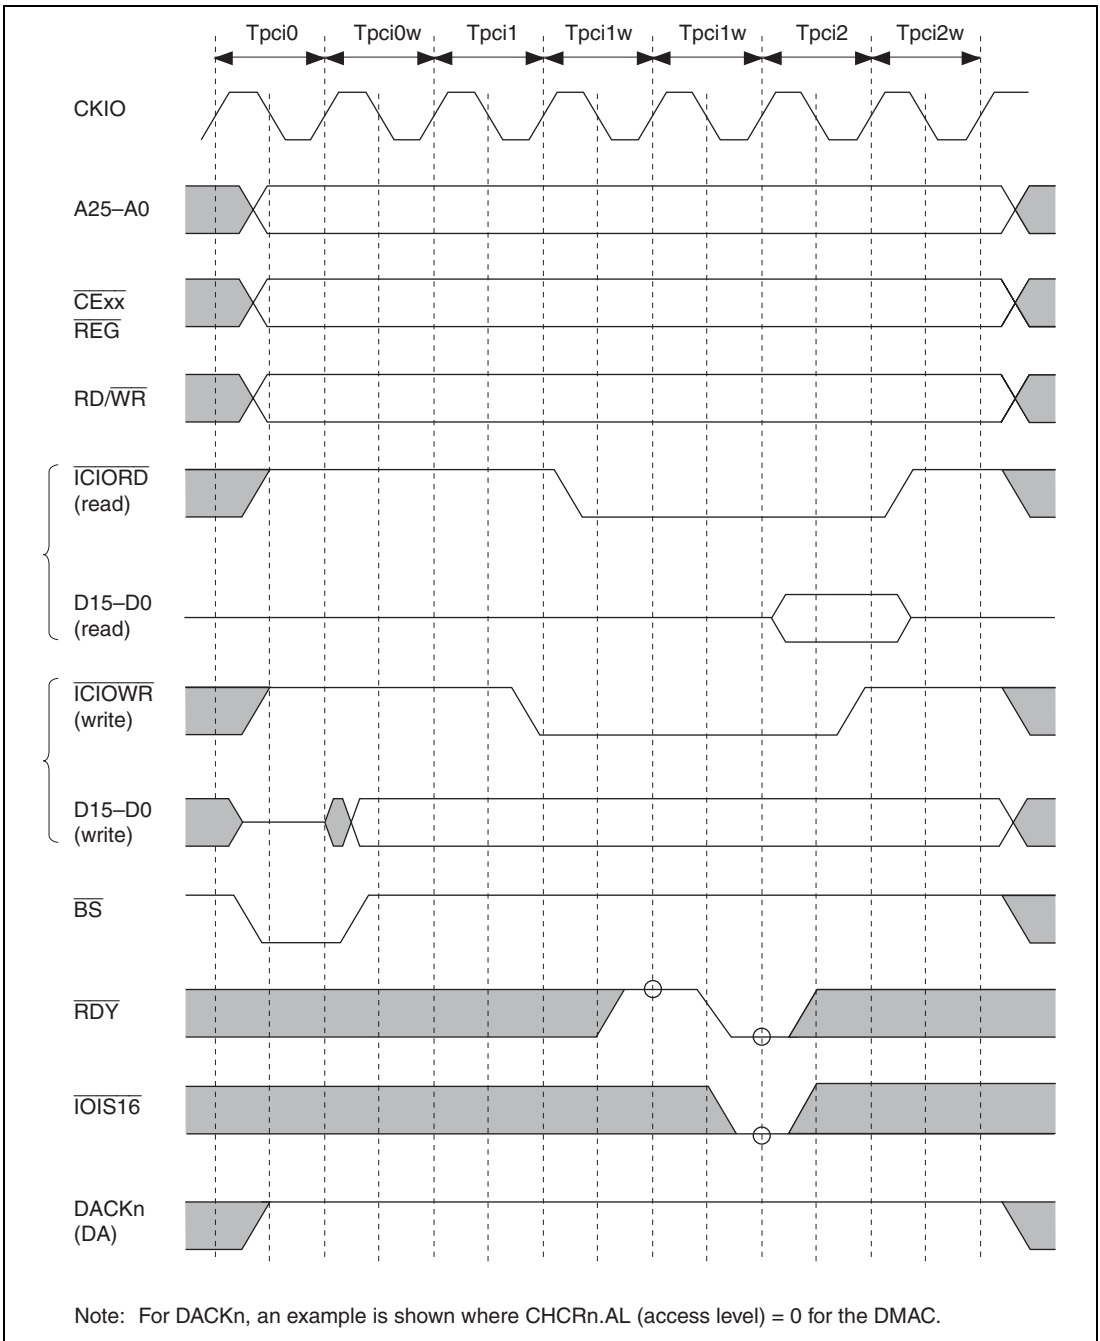 Tpci0 Tpci0w Tpci1 Tpci1w Tpci1w Tpci2 Tpci2w
CKIO
A25–A0
CExx
REG
RD/WR
ICIORD
(read)
D15–D0
(read)
ICIOWR
(write)
D15–D0
(write)
BS
RDY
IOIS16
DACKn
(DA)
Note: For DACKn, an example is shown where CHCRn.AL (access level) = 0 for the DMAC.